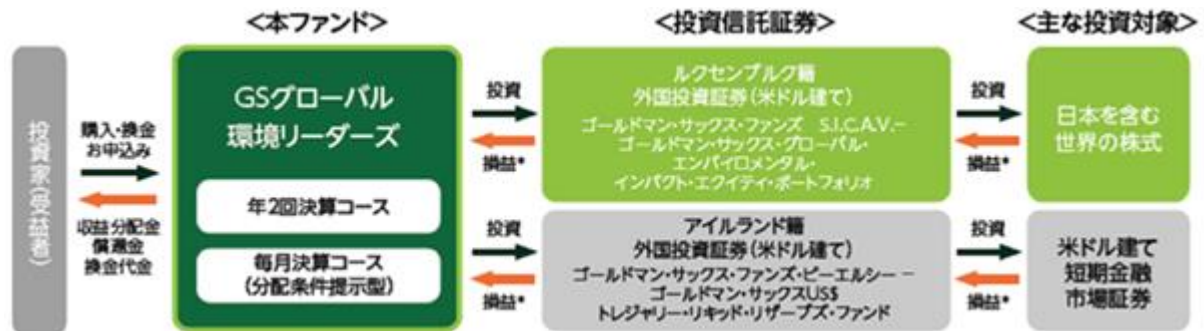 <本ファンド>
<投資信託証券>
<主な投資対象>
投資家(受益者)
購入・換金
お申込み
収益分配金
償還金
換金代金
GSグローバル
環境リーダーズ
年2回決算コース
毎月決算コース
(分配条件提示型)
投資
損益*
投資
損益*
ルクセンブルク籍
外国投資証券(米ドル建て)
ゴールドマン・サックス・ファンズ S.I.C.A.V.-
ゴールドマン・サックス・グローバル・
エンバイロメンタル・
インパクト・エクイティ・ポートフォリオ
アイルランド籍
外国投資証券(米ドル建て)
ゴールドマン・サックス・ファンズ・ピーエルシー -
ゴールドマン・サックスUS$
トレジャリー・リキッド・リザーブズ・ファンド
投資
損益*
投資
損益*
日本を含む
世界の株式
米ドル建て
短期金融
市場証券